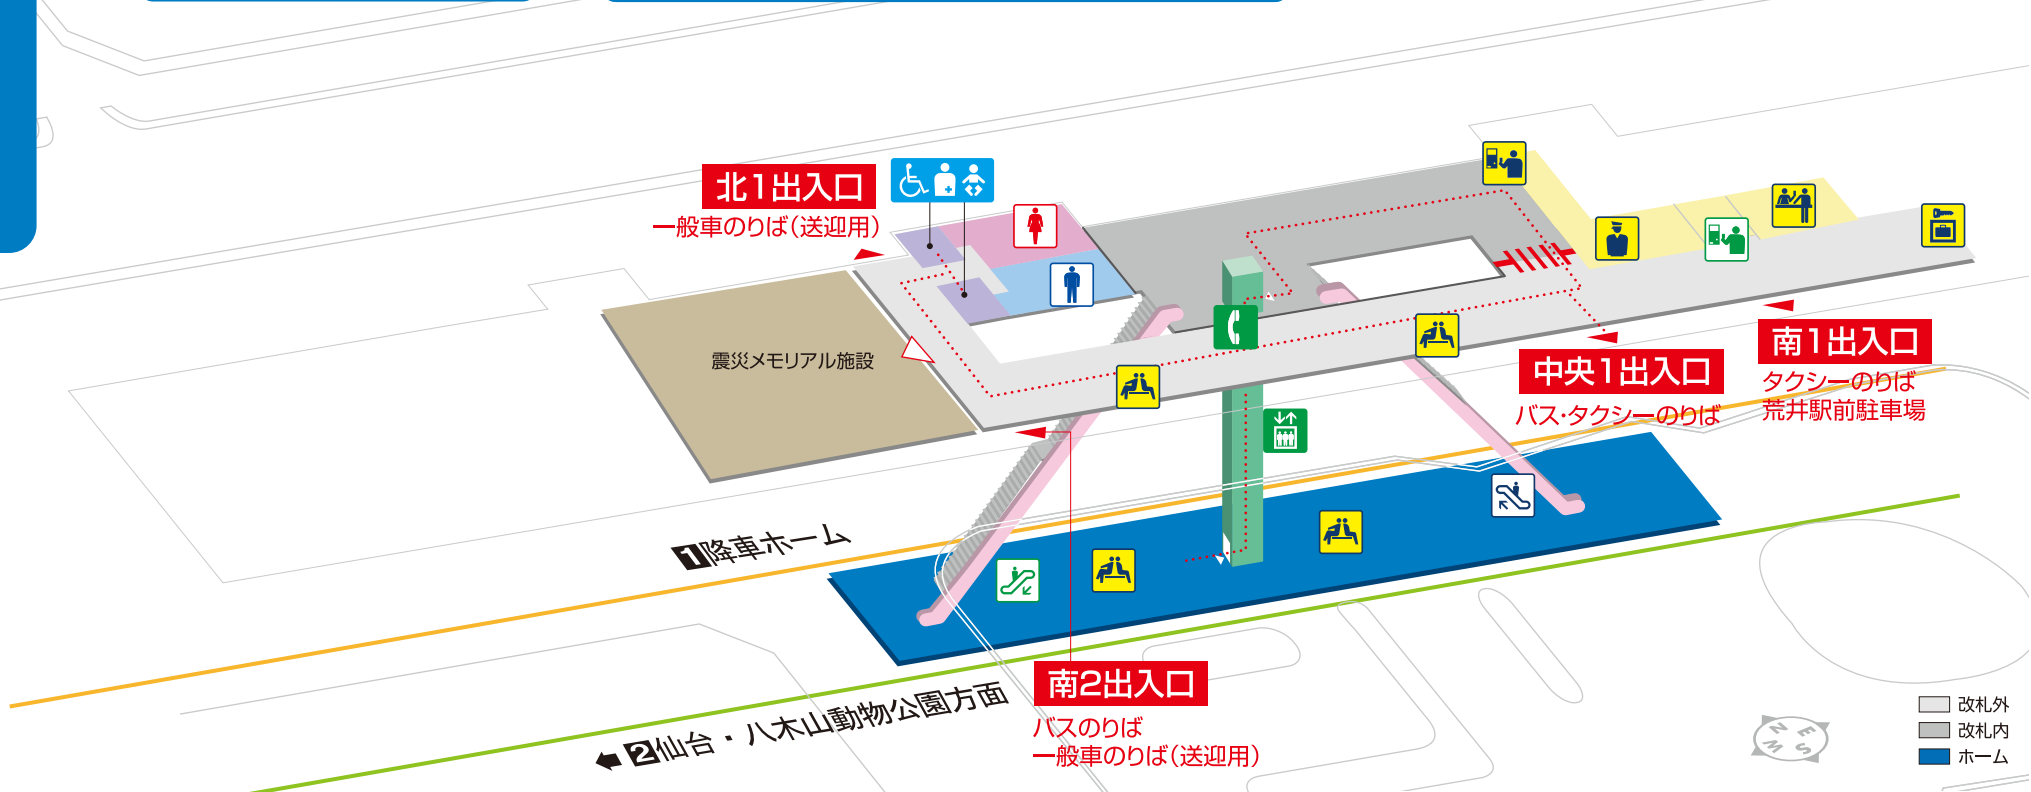 北1出入口
一般車のりば(送迎用)
震災メモリアル施設
南1出入口
タクシーのりば
荒井駅前駐車場
中央1出入口
バス・タクシーのりば
1降車ホーム
2仙台・八木山動物公園方面
南2出入口
バスのりば
一般車のりば(送迎用)
N
E
W
S
改札外
改札内
ホーム